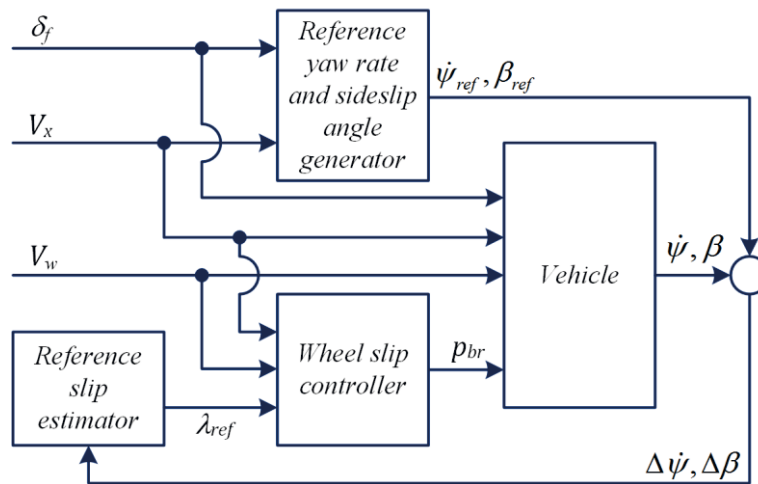 δf
Reference
yaw rate
and sideslip
angle
generator
ψ̇ref, βref
Vx
Vehicle
ψ̇, β
Vw
Reference
slip
estimator
λref
Wheel slip
controller
pbr
Δψ̇, Δβ